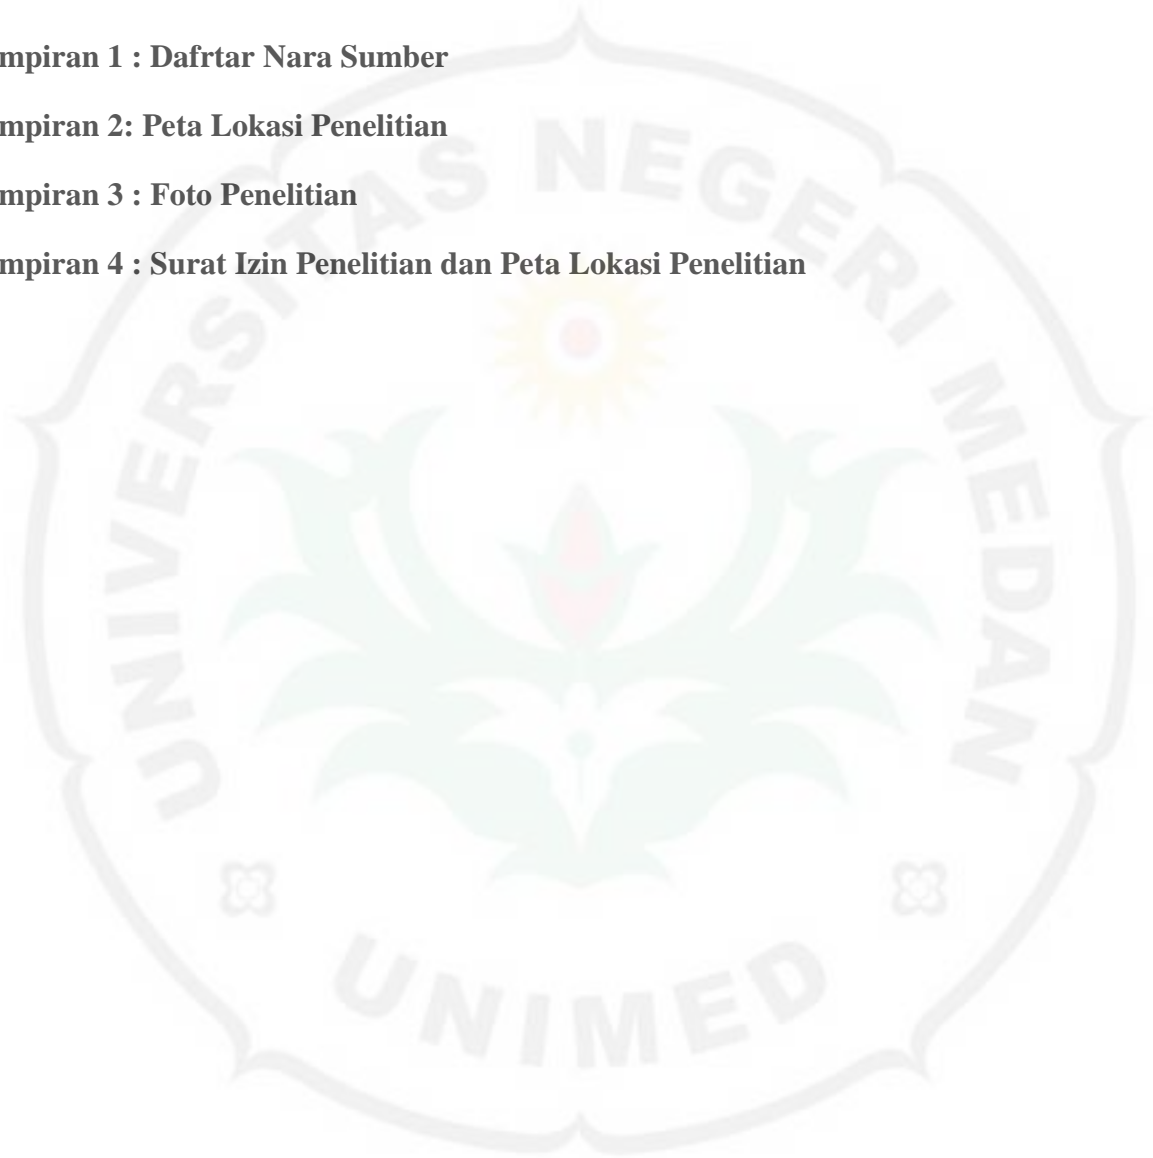 mpiran 1 : Dafrtar Nara Sumber
mpiran 2: Peta Lokasi Penelitian
mpiran 3 : Foto Penelitian
mpiran 4 : Surat Izin Penelitian dan Peta Lokasi Penelitian
UNIVERSITAS NEGERI MEDAN
UNIMED